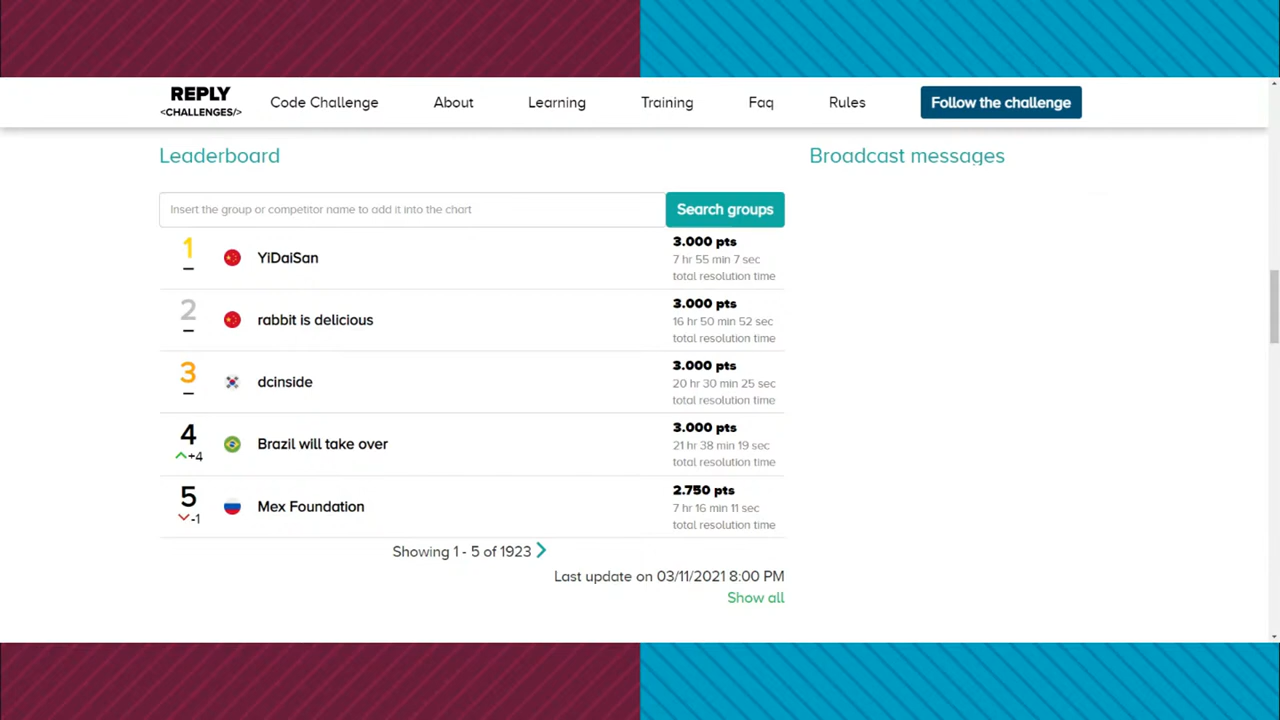 REPLY
<CHALLENGES/>
Code Challenge
About
Learning
Training
Faq
Rules
Follow the challenge
Leaderboard
Broadcast messages
Insert the group or competitor name to add it into the chart
Search groups
1
–
YiDaiSan
3.000 pts
7 hr 55 min 7 sec
total resolution time
2
–
rabbit is delicious
3.000 pts
16 hr 50 min 52 sec
total resolution time
3
–
dcinside
3.000 pts
20 hr 30 min 25 sec
total resolution time
4
+4
Brazil will take over
3.000 pts
21 hr 38 min 19 sec
total resolution time
5
-1
Mex Foundation
2.750 pts
7 hr 16 min 11 sec
total resolution time
Showing 1 - 5 of 1923
Last update on 03/11/2021 8:00 PM
Show all